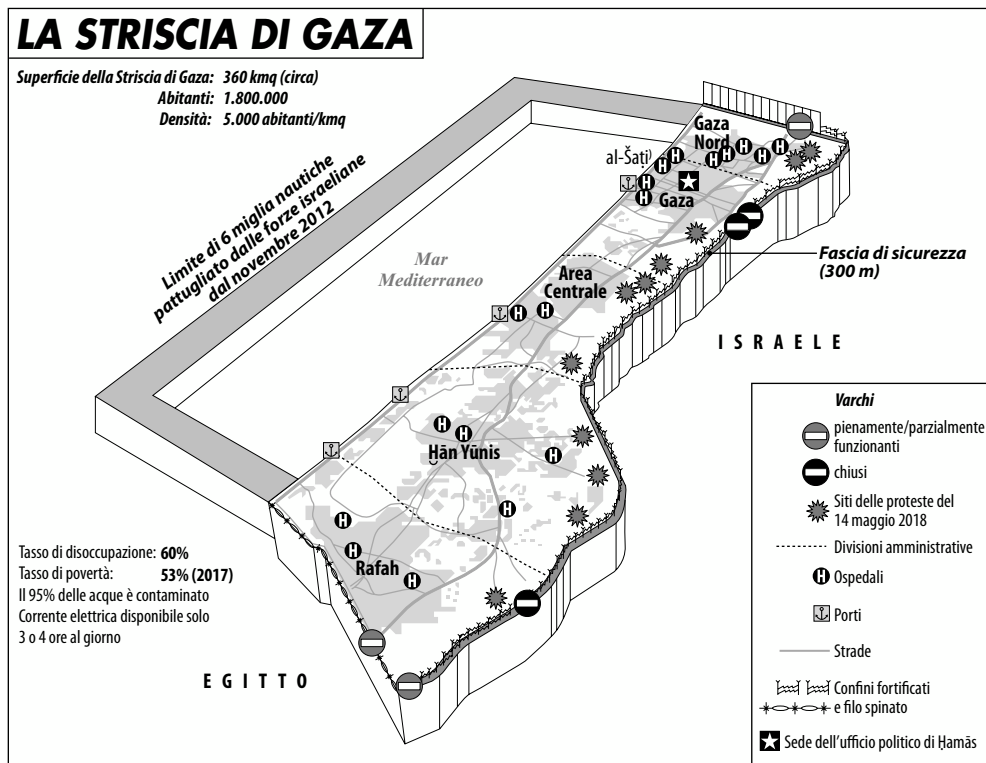 LA STRISCIA DI GAZA
Superficie della Striscia di Gaza: 360 kmq (circa)
Abitanti: 1.800.000
Densità: 5.000 abitanti/kmq
Limite di 6 miglia nautiche
pattugliato dalle forze israeliane
dal novembre 2012
Mar
Mediterraneo
Gaza
Nord
al-Šaṭi)
Gaza
Fascia di sicurezza
(300 m)
Area
Centrale
ISRAELE
Ḫān Yūnis
Rafah
Tasso di disoccupazione: 60%
Tasso di povertà: 53% (2017)
Il 95% delle acque è contaminato
Corrente elettrica disponibile solo
3 o 4 ore al giorno
EGITTO
Varchi
pienamente/parzialmente
funzionanti
chiusi
Siti delle proteste del
14 maggio 2018
Divisioni amministrative
H Ospedali
Porti
Strade
Confini fortificati
e filo spinato
Sede dell'ufficio politico di Ḥamās